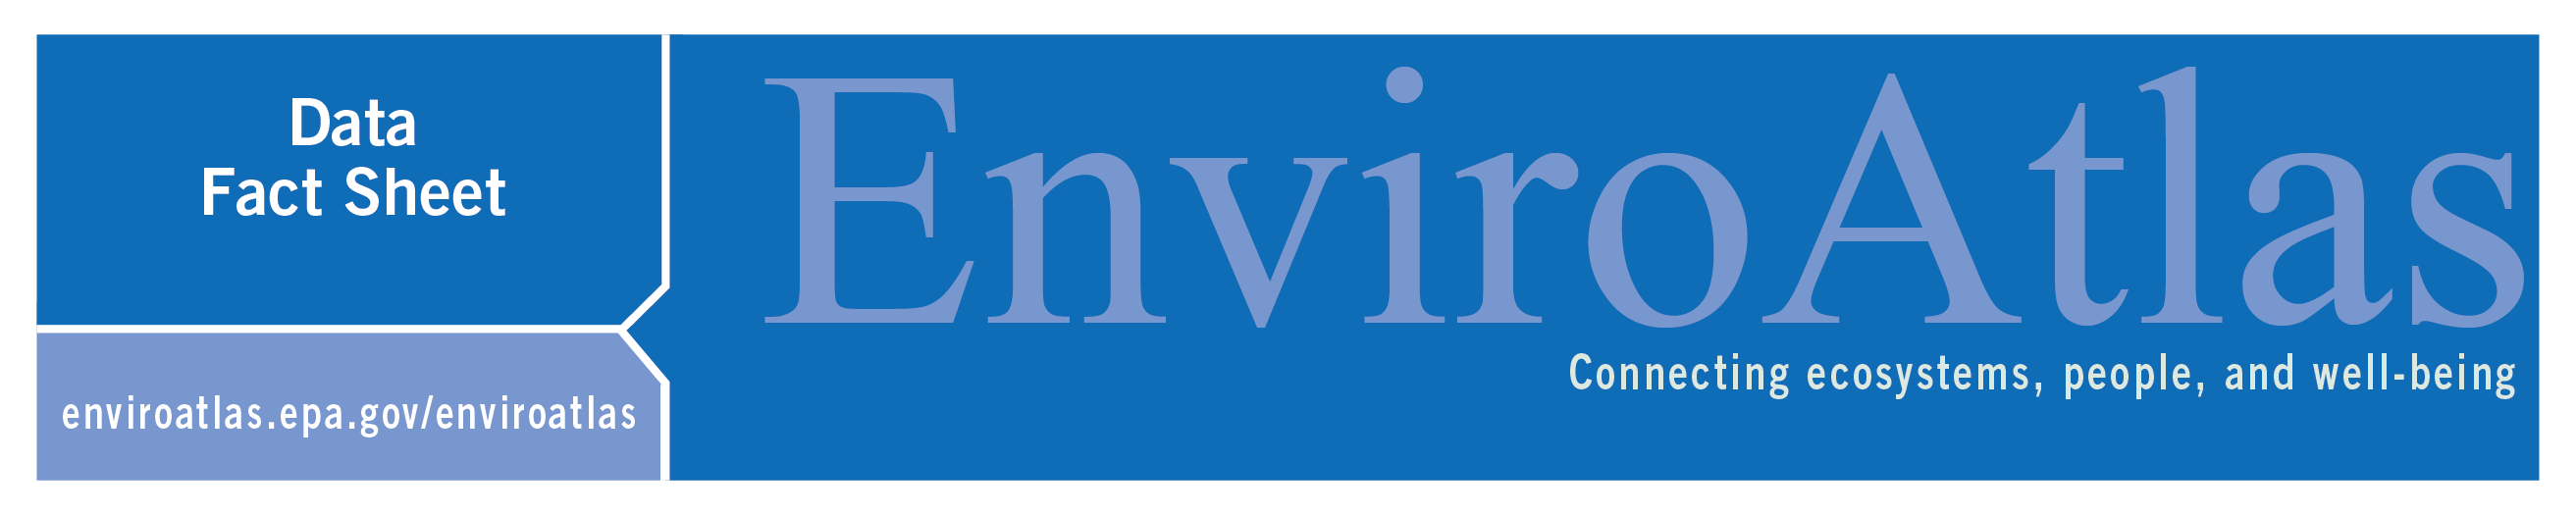 Data
Fact Sheet
enviroatlas.epa.gov/enviroatlas
EnviroAtlas
Connecting ecosystems, people, and well-being